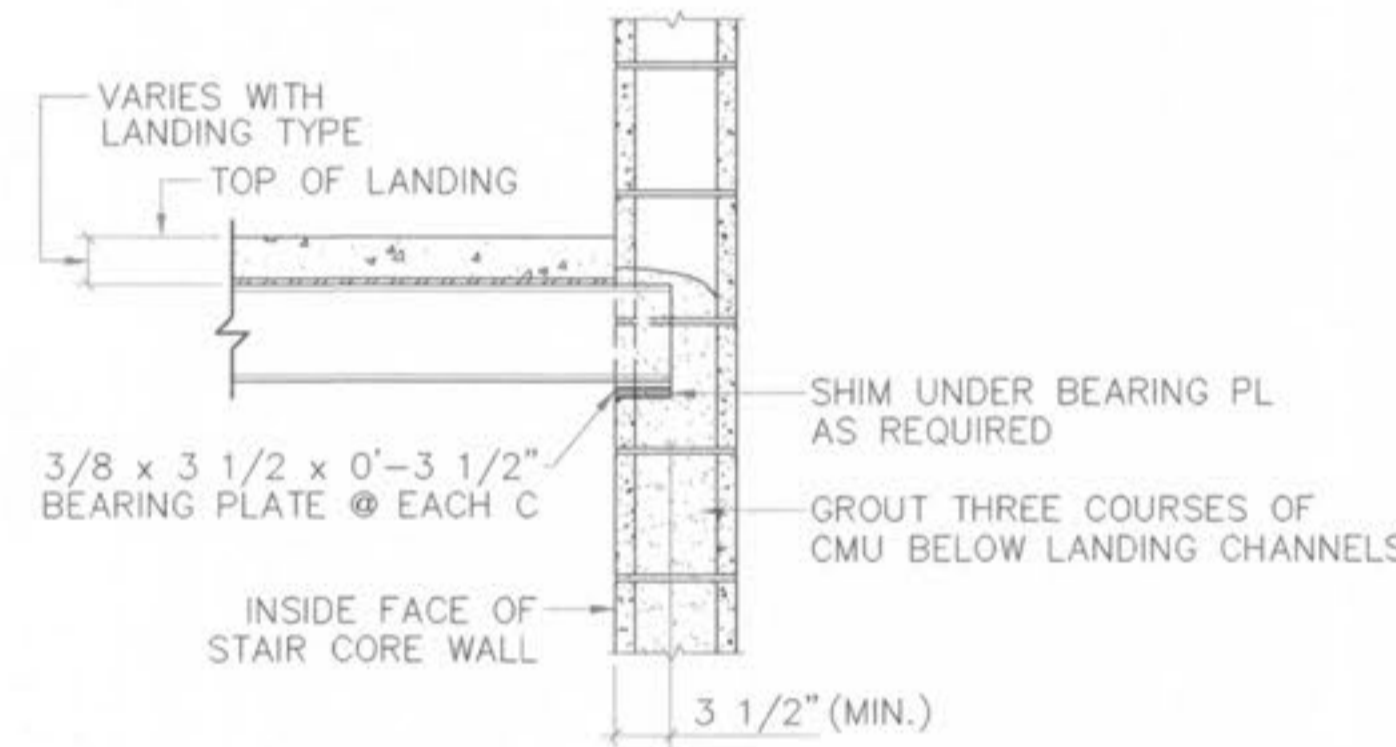 VARIES WITH
LANDING TYPE
TOP OF LANDING
SHIM UNDER BEARING PL
AS REQUIRED
3/8 x 3 1/2 x 0'-3 1/2"
BEARING PLATE @ EACH C
GROUT THREE COURSES OF
CMU BELOW LANDING CHANNELS
INSIDE FACE OF
STAIR CORE WALL
3 1/2" (MIN.)